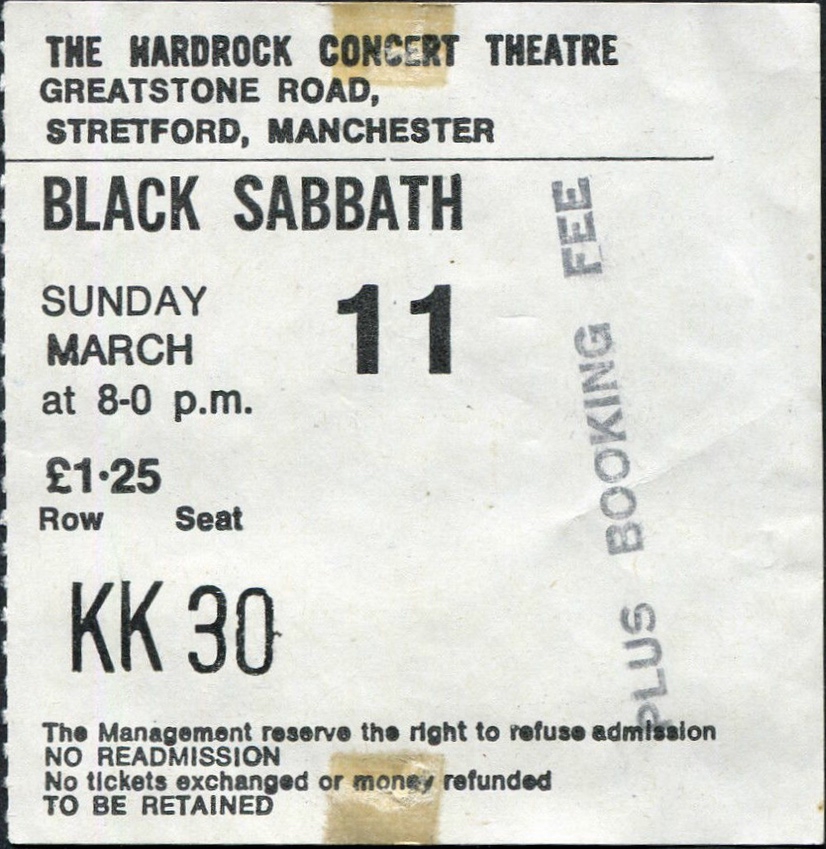 THE HARDROCK CONCERT THEATRE
GREATSTONE ROAD,
STRETFORD, MANCHESTER
BLACK SABBATH
SUNDAY
MARCH 11
at 8-0 p.m.
£1·25
Row Seat
KK 30
The Management reserve the right to refuse admission
NO READMISSION
No tickets exchanged or money refunded
TO BE RETAINED
PLUS BOOKING FEE